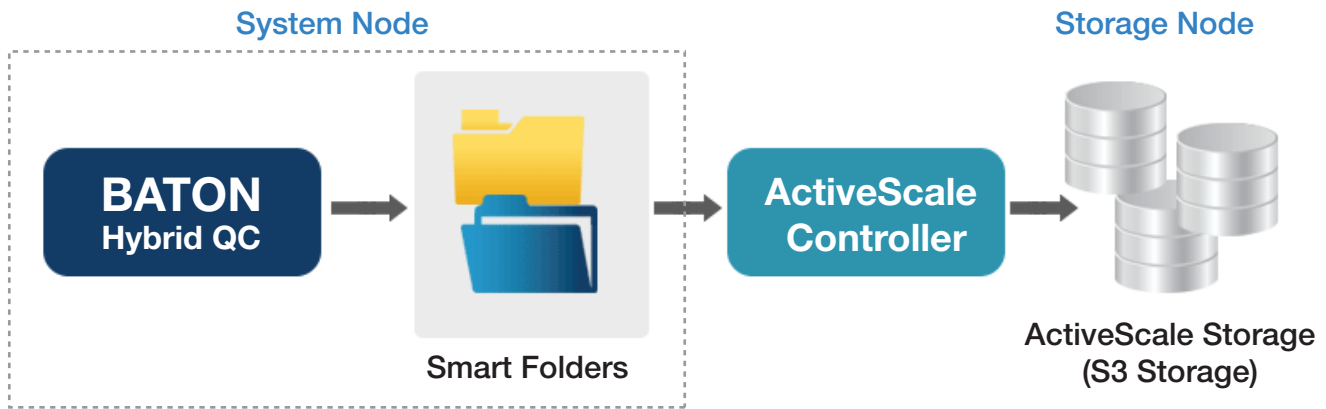 System Node
Storage Node
BATON
Hybrid QC
ActiveScale
Controller
Smart Folders
ActiveScale Storage
(S3 Storage)